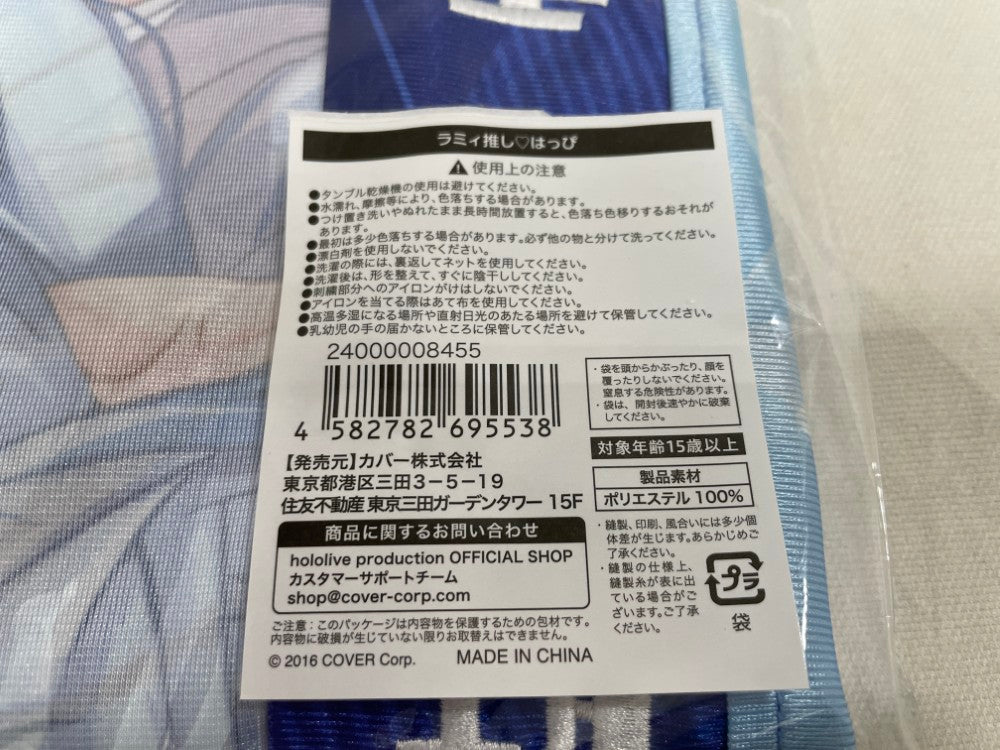 ラミィ推し♡はっぴ
⚠使用上の注意
●タンブル乾燥機の使用は避けてください。
●水濡れ、摩擦等により、色落ちする場合があります。
●つけ置き洗いやぬれたまま長時間放置すると、色落ち色移りするおそれが
あります。
●最初は多少色落ちする場合があります。必ず他の物と分けて洗ってください。
●漂白剤を使用しないでください。
●洗濯の際には、裏返してネットを使用してください。
●洗濯後は、形を整えて、すぐに陰干ししてください。
●刺繍部分へのアイロンがけはしないでください。
●アイロンを当てる際はあて布を使用してください。
●高温多湿になる場所や直射日光のあたる場所を避けて保管してください。
●乳幼児の手の届かないところに保管してください。
24000008455
4 582782 695538
【発売元】カバー株式会社
東京都港区三田3-5-19
住友不動産 東京三田ガーデンタワー 15F
商品に関するお問い合わせ
hololive production OFFICIAL SHOP
カスタマーサポートチーム
shop@cover-corp.com
ご注意：このパッケージは内容物を保護するための包材です。
内容物に破損が生じていない限りお取替えはできません。
© 2016 COVER Corp. MADE IN CHINA
・袋を頭からかぶったり、顔を
覆ったりしないでください。
窒息する危険性があります。
・袋は、開封後速やかに破棄
してください。
対象年齢15歳以上
製品素材
ポリエステル 100%
・縫製、印刷、風合いには多少個
体差が生じます。あらかじめご
了承ください。
・縫製の仕様上、
縫製糸が表に出
ている場合がご
ざいます。ご了承
ください。
プラ
袋